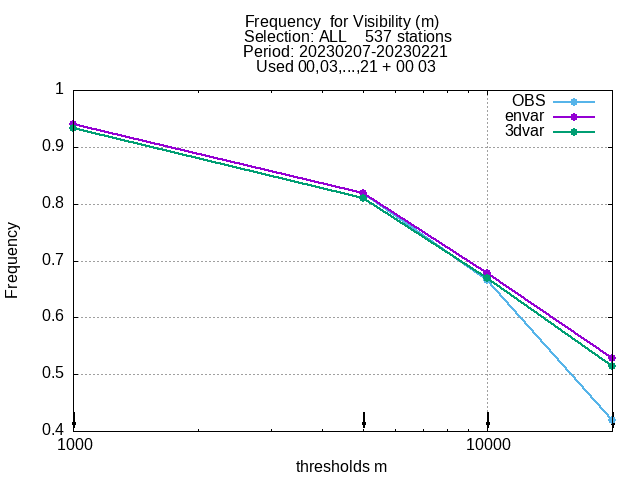 Frequency  for Visibility (m)
Selection: ALL    537 stations
Period: 20230207-20230221
Used 00,03,...,21 + 00 03
OBS
envar
3dvar
1
0.9
0.8
0.7
0.6
0.5
0.4
Frequency
1000
10000
thresholds m